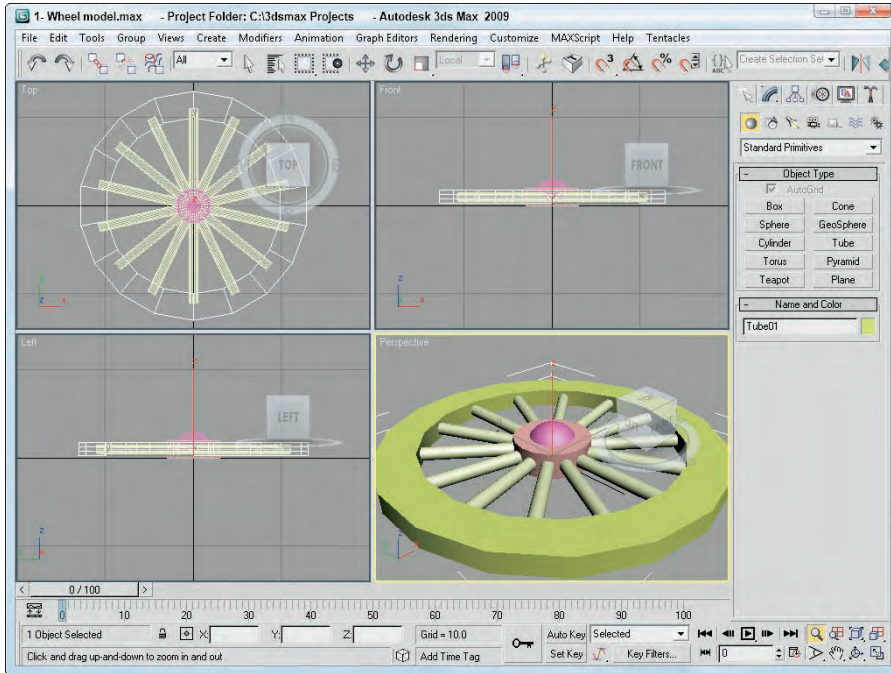 1- Wheel model.max - Project Folder: C:\3dsmax Projects - Autodesk 3ds Max 2009
File Edit Tools Group Views Create Modifiers Animation Graph Editors Rendering Customize MAXScript Help Tentacles
All Local 3 Create Selection Set
Top
TOP
Front
FRONT
Standard Primitives
- Object Type
AutoGrid
Box Cone
Sphere GeoSphere
Cylinder Tube
Torus Pyramid
Teapot Plane
- Name and Color
Tube01
Left
LEFT
Perspective
< 0 / 100 >
0 10 20 30 40 50 60 70 80 90 100
1 Object Selected X: Y: Z: Grid = 10.0 Auto Key Selected
Click and drag up-and-down to zoom in and out Add Time Tag Set Key Key Filters... 0